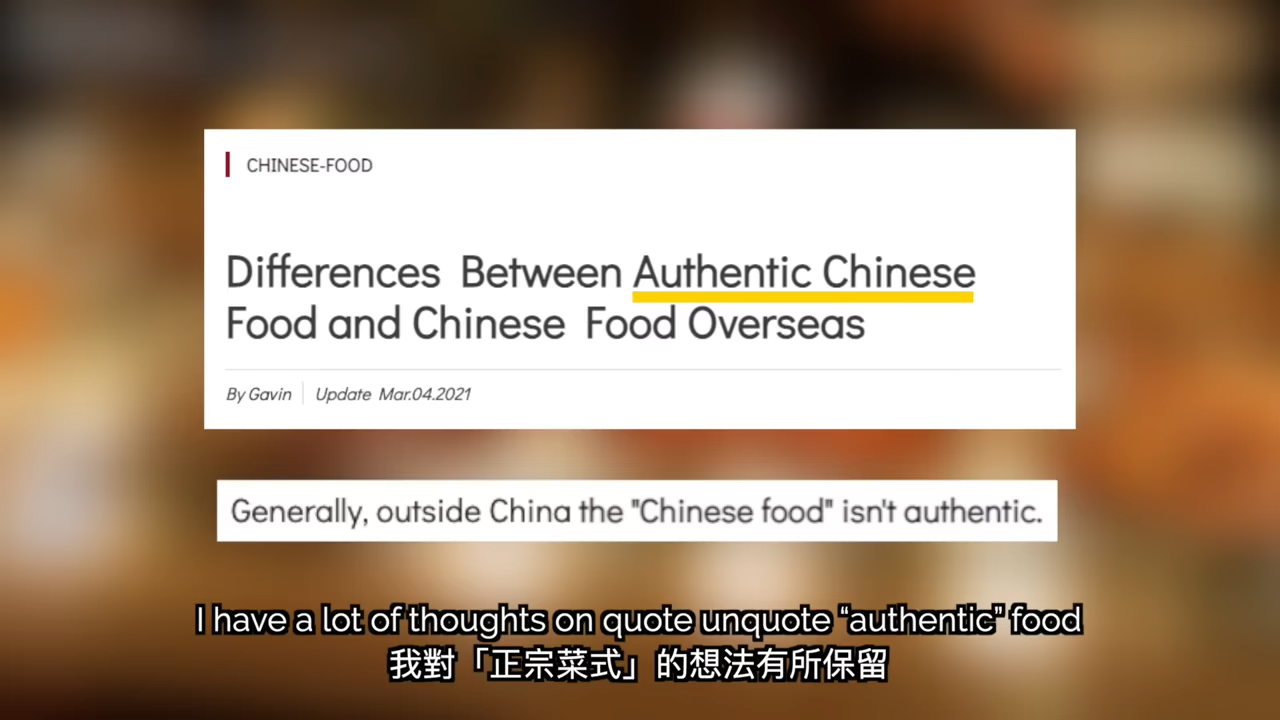 CHINESE-FOOD
Differences Between Authentic Chinese
Food and Chinese Food Overseas
By Gavin Update Mar.04.2021
Generally, outside China the "Chinese food" isn't authentic.
I have a lot of thoughts on quote unquote “authentic” food
我對「正宗菜式」的想法有所保留